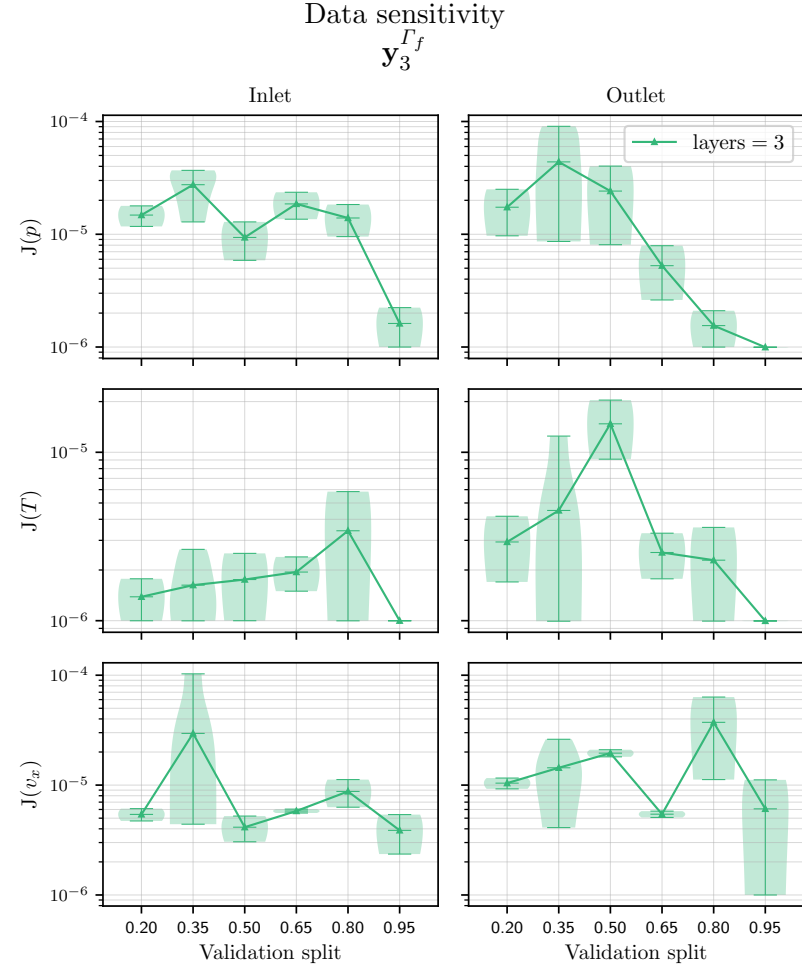 Data sensitivity
𝐲₃^{Γ_f}
Inlet
Outlet
10⁻⁴
10⁻⁵
10⁻⁶
J(p)
layers = 3
10⁻⁵
10⁻⁶
J(T)
10⁻⁴
10⁻⁵
10⁻⁶
J(vₓ)
0.20 0.35 0.50 0.65 0.80 0.95
0.20 0.35 0.50 0.65 0.80 0.95
Validation split
Validation split